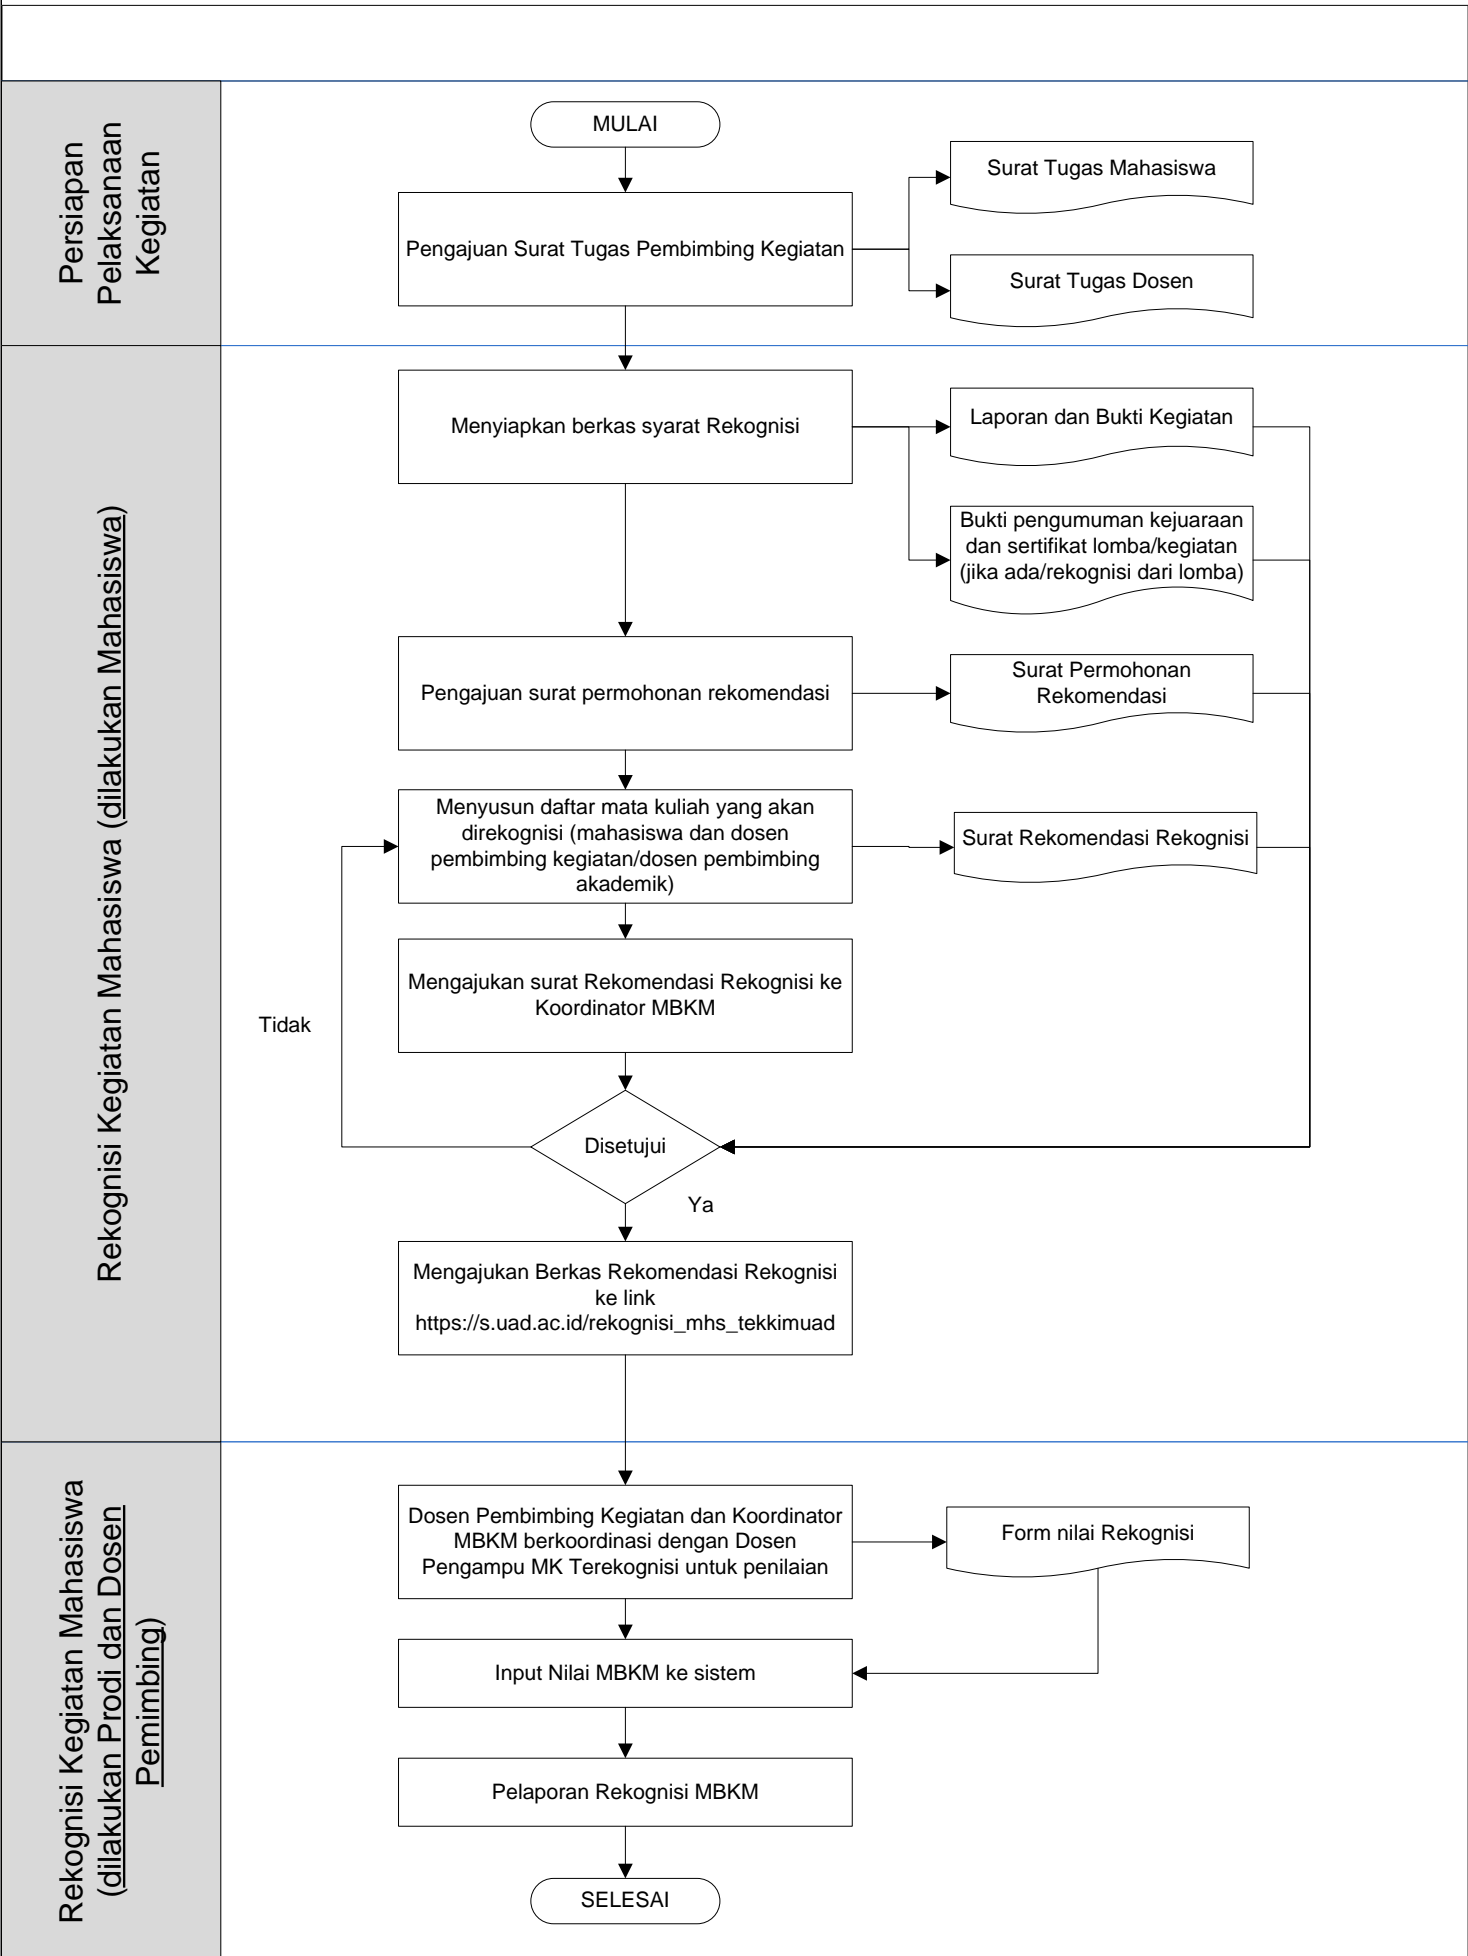 Persiapan
Pelaksanaan
Kegiatan
MULAI
Pengajuan Surat Tugas Pembimbing Kegiatan
Surat Tugas Mahasiswa
Surat Tugas Dosen
Rekognisi Kegiatan Mahasiswa (dilakukan Mahasiswa)
Menyiapkan berkas syarat Rekognisi
Laporan dan Bukti Kegiatan
Bukti pengumuman kejuaraan
dan sertifikat lomba/kegiatan
(jika ada/rekognisi dari lomba)
Pengajuan surat permohonan rekomendasi
Surat Permohonan
Rekomendasi
Menyusun daftar mata kuliah yang akan
direkognisi (mahasiswa dan dosen
pembimbing kegiatan/dosen pembimbing
akademik)
Surat Rekomendasi Rekognisi
Mengajukan surat Rekomendasi Rekognisi ke
Koordinator MBKM
Tidak
Disetujui
Ya
Mengajukan Berkas Rekomendasi Rekognisi
ke link
https://s.uad.ac.id/rekognisi_mhs_tekkimuad
Rekognisi Kegiatan Mahasiswa
(dilakukan Prodi dan Dosen
Pemimbing)
Dosen Pembimbing Kegiatan dan Koordinator
MBKM berkoordinasi dengan Dosen
Pengampu MK Terekognisi untuk penilaian
Form nilai Rekognisi
Input Nilai MBKM ke sistem
Pelaporan Rekognisi MBKM
SELESAI